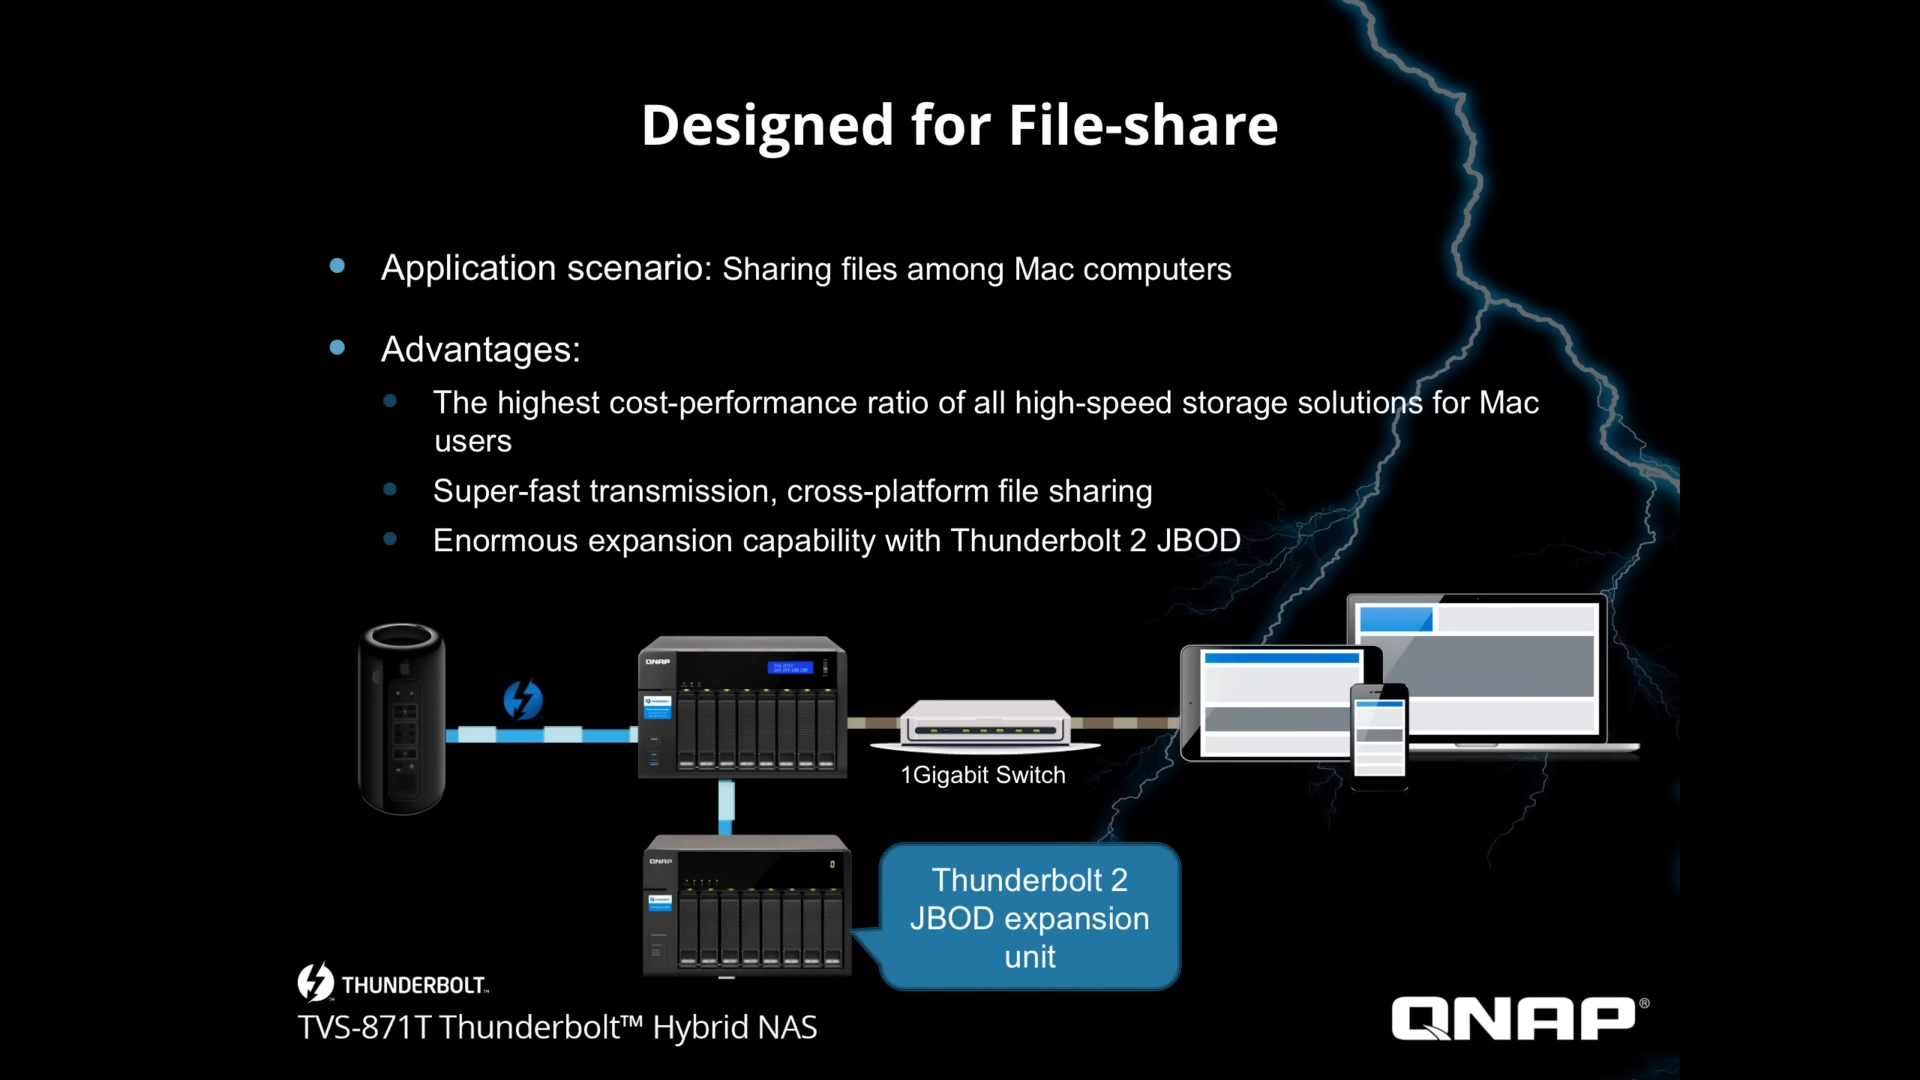 Designed for File-share
Application scenario: Sharing files among Mac computers
Advantages:
The highest cost-performance ratio of all high-speed storage solutions for Mac
users
Super-fast transmission, cross-platform file sharing
Enormous expansion capability with Thunderbolt 2 JBOD
QNAP
1Gigabit Switch
QNAP
Thunderbolt 2
JBOD expansion
unit
THUNDERBOLT™
TVS-871T Thunderbolt™ Hybrid NAS
QNAP®